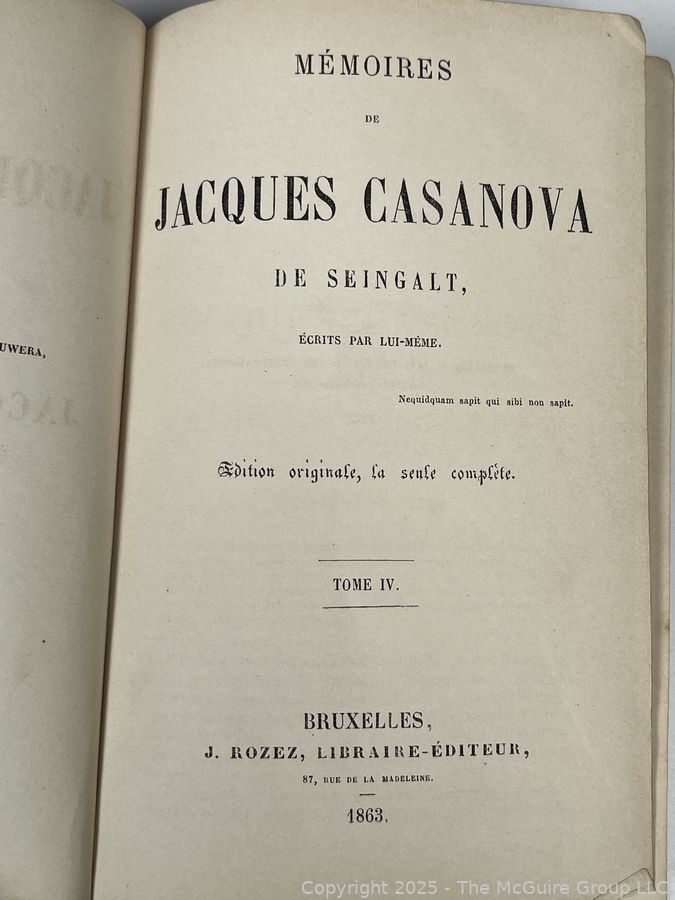 UWERA,
MÉMOIRES
DE
JACQUES CASANOVA
DE SEINGALT,
ÉCRITS PAR LUI-MÊME.
Nequidquam sapit qui sibi non sapit.
Edition originale, la seule complète.
TOME IV.
BRUXELLES,
J. ROZEZ, LIBRAIRE-ÉDITEUR,
87, RUE DE LA MADELEINE.
1863.
Copyright 2025 - The McGuire Group LLC